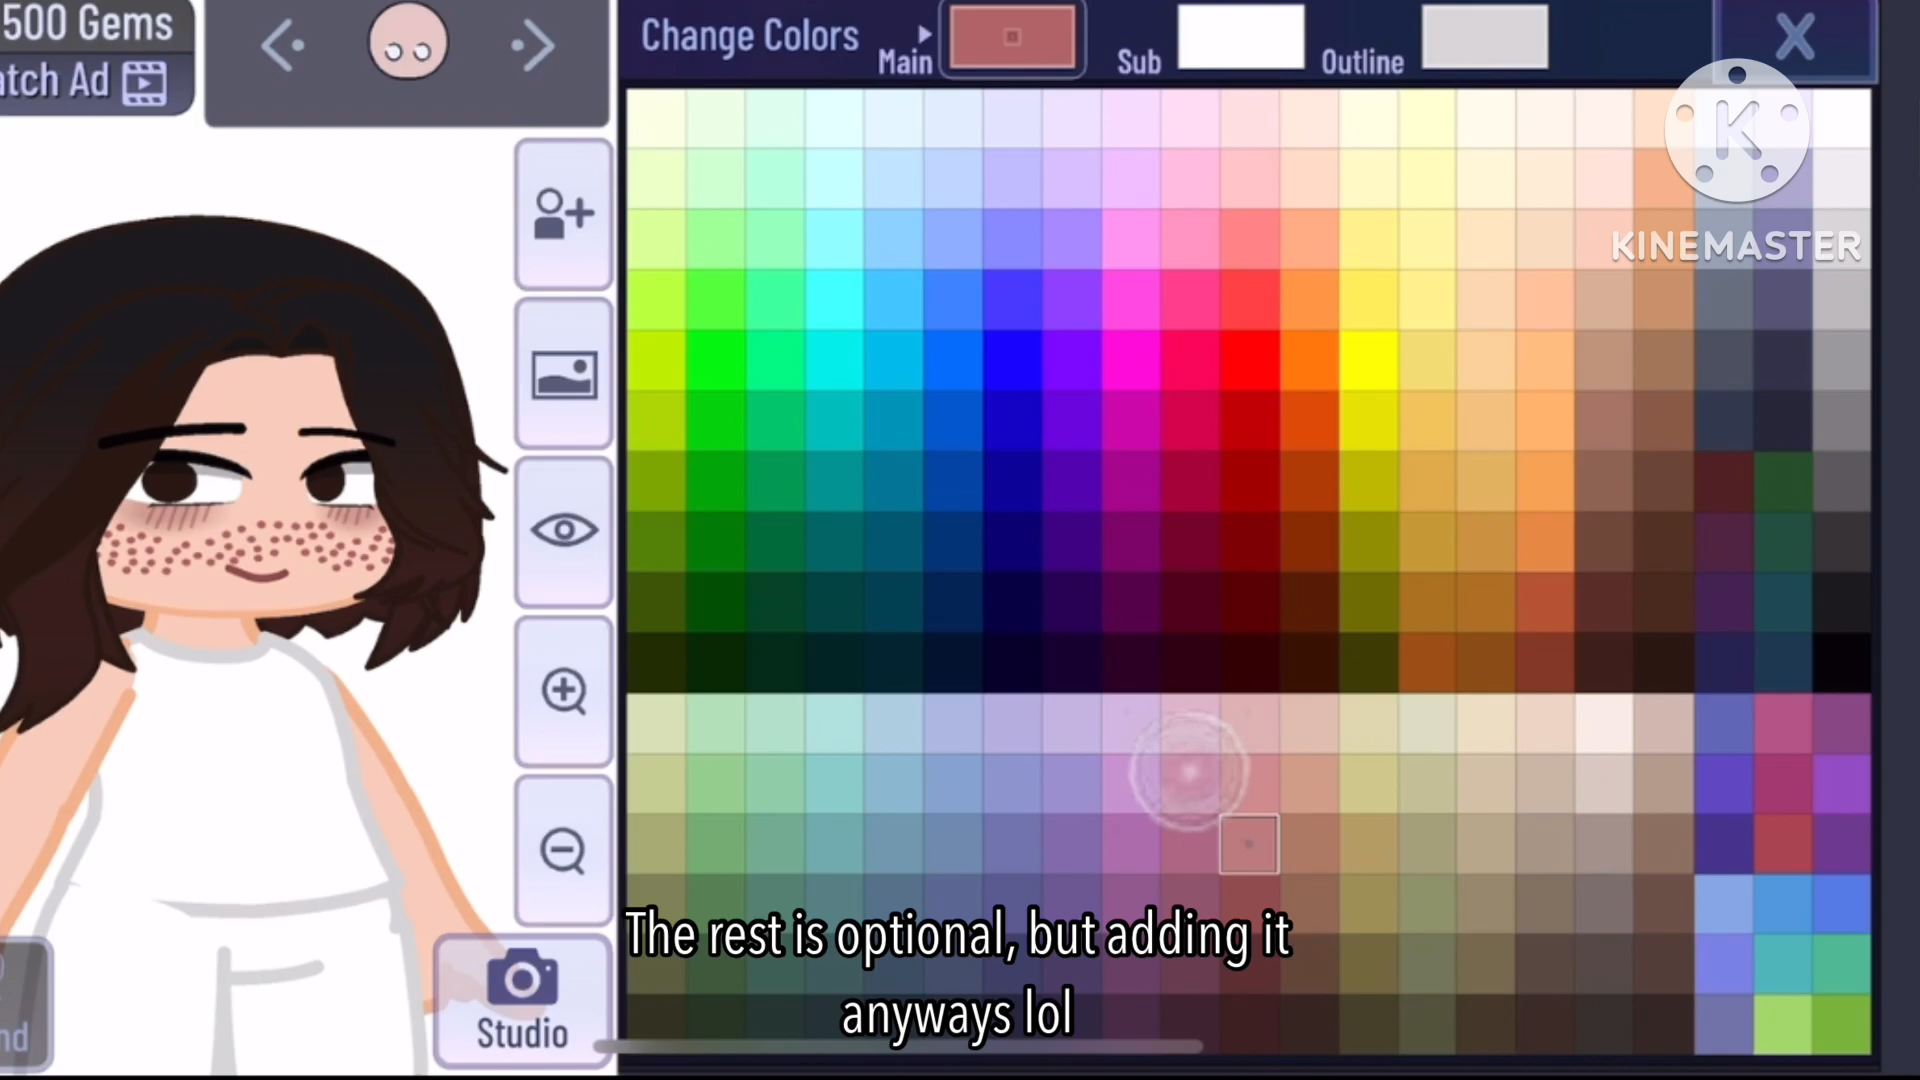 500 Gems
atch Ad
Change Colors
Main
Sub
Outline
X
K
KINEMASTER
The rest is optional, but adding it
anyways lol
Studio
nd